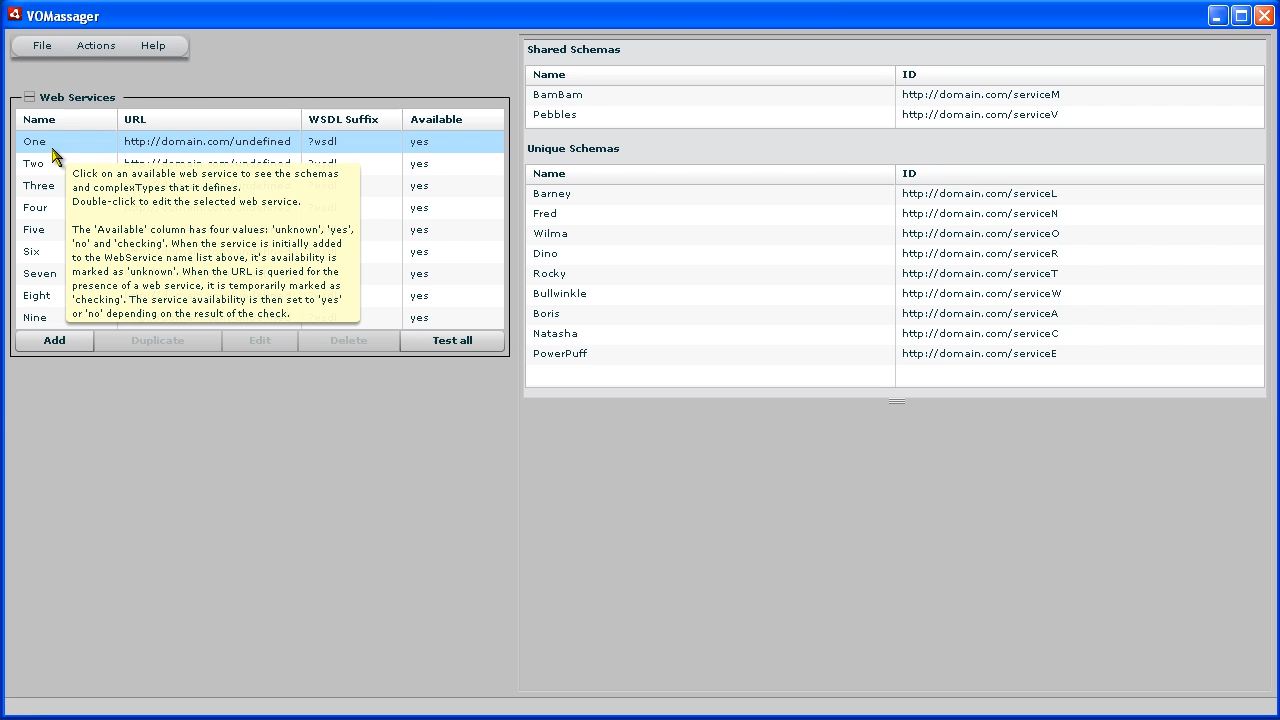 VOMassager
File Actions Help
Web Services
Name URL WSDL Suffix Available
One http://domain.com/undefined ?wsdl yes
Two http://domain.com/undefined ?wsdl yes
Three yes
Four yes
Five yes
Six yes
Seven yes
Eight yes
Nine yes
Click on an available web service to see the schemas
and complexTypes that it defines.
Double-click to edit the selected web service.
The 'Available' column has four values: 'unknown', 'yes',
'no' and 'checking'. When the service is initially added
to the WebService name list above, it's availability is
marked as 'unknown'. When the URL is queried for the
presence of a web service, it is temporarily marked as
'checking'. The service availability is then set to 'yes'
or 'no' depending on the result of the check.
Add Duplicate Edit Delete Test all
Shared Schemas
Name ID
BamBam http://domain.com/serviceM
Pebbles http://domain.com/serviceV
Unique Schemas
Name ID
Barney http://domain.com/serviceL
Fred http://domain.com/serviceN
Wilma http://domain.com/serviceO
Dino http://domain.com/serviceR
Rocky http://domain.com/serviceT
Bullwinkle http://domain.com/serviceW
Boris http://domain.com/serviceA
Natasha http://domain.com/serviceC
PowerPuff http://domain.com/serviceE